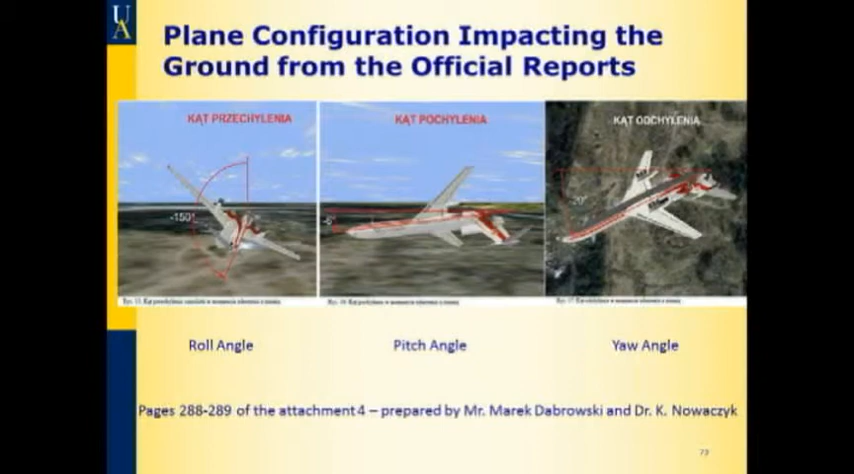 UA
Plane Configuration Impacting the
Ground from the Official Reports
KĄT PRZECHYLENIA
KĄT POCHYLENIA
KĄT ODCHYLENIA
-150°
-6°
-20°
Roll Angle
Pitch Angle
Yaw Angle
Pages 288-289 of the attachment 4 – prepared by Mr. Marek Dabrowski and Dr. K. Nowaczyk